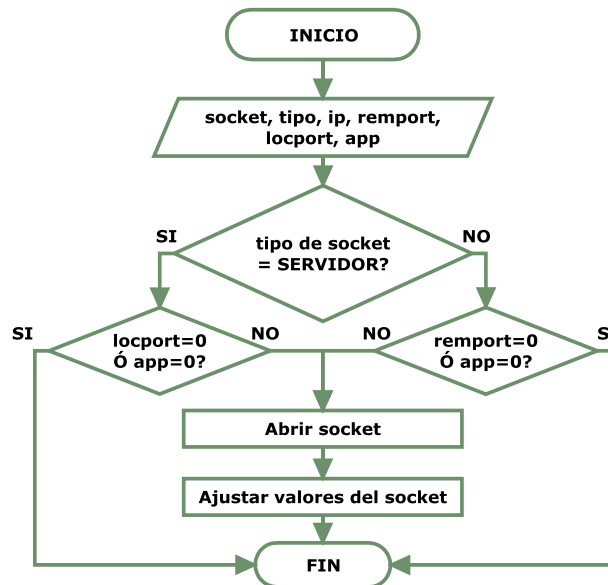 INICIO
socket, tipo, ip, remport,
locport, app
SI
NO
tipo de socket
= SERVIDOR?
SI
locport=0
Ó app=0?
NO
NO
remport=0
Ó app=0?
Abrir socket
Ajustar valores del socket
FIN